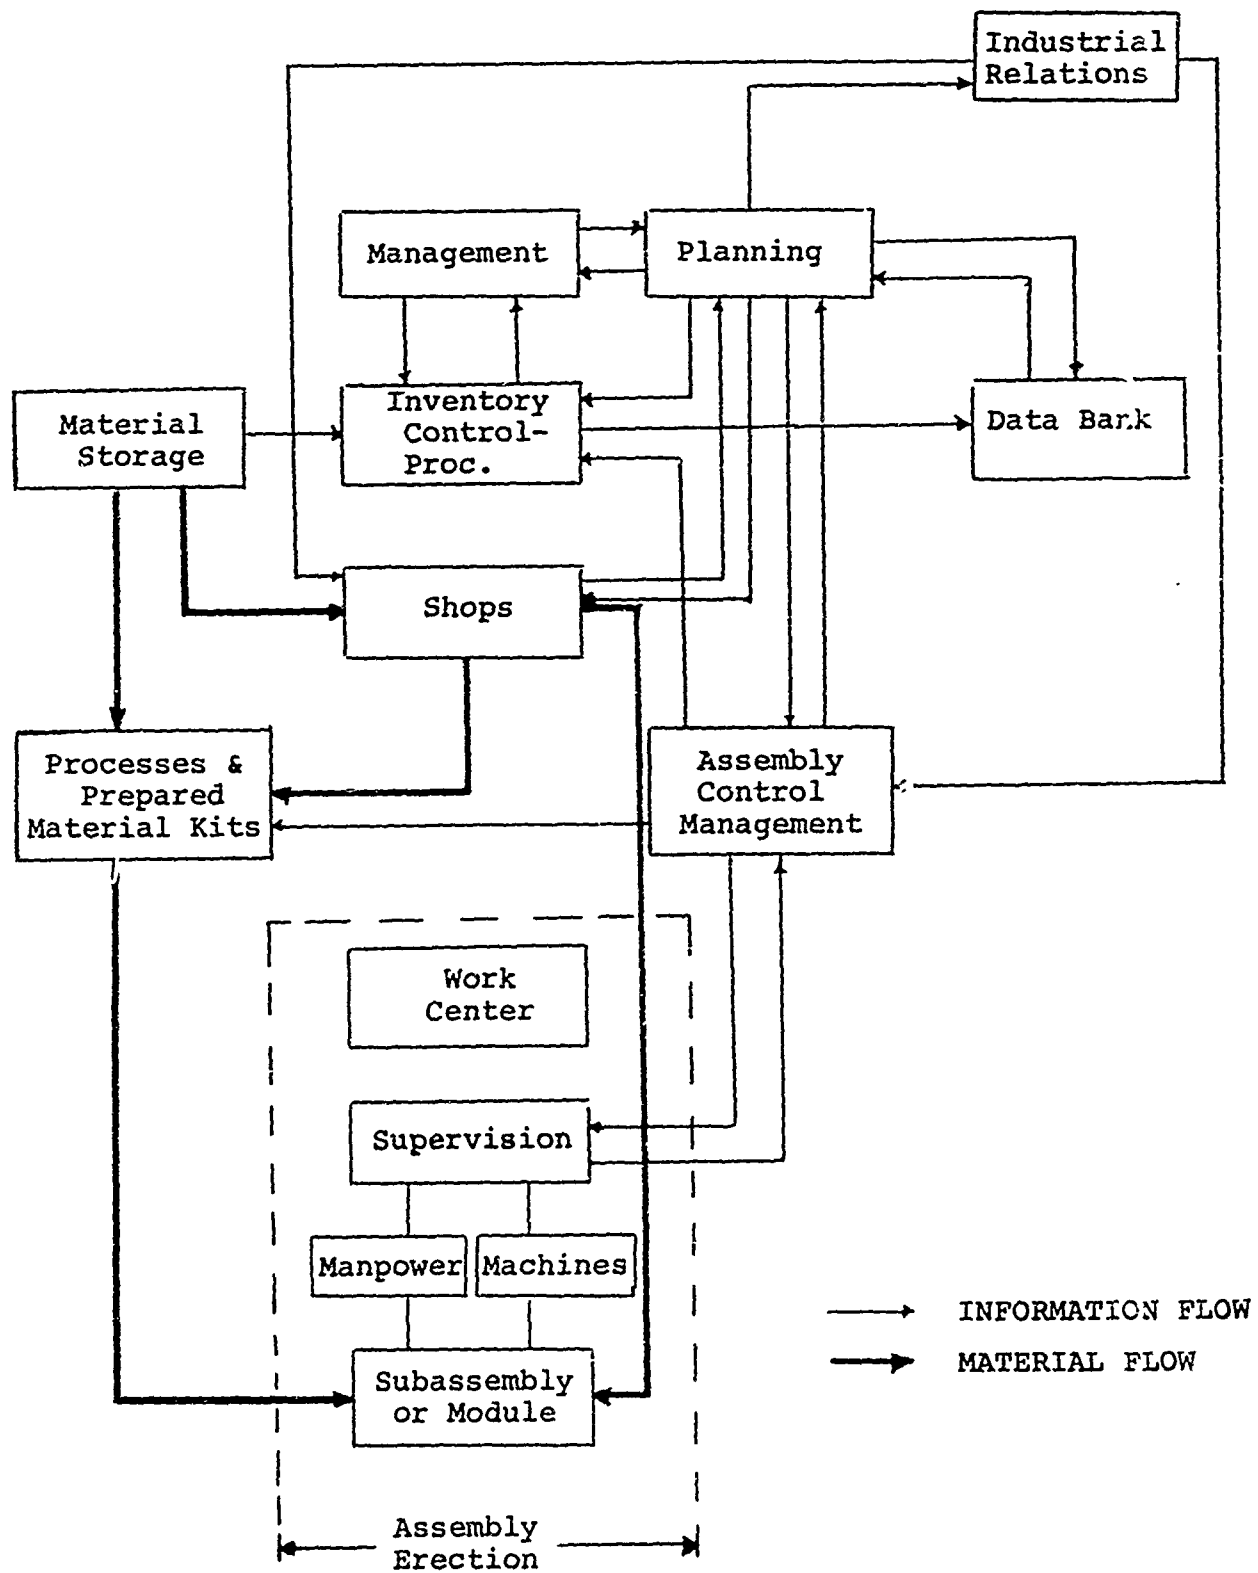 Industrial
Relations
Management
Planning
Material
Storage
Inventory
Control-
Proc.
Data Bank
Shops
Processes &
Prepared
Material Kits
Assembly
Control
Management
Work
Center
Supervision
Manpower
Machines
INFORMATION FLOW
MATERIAL FLOW
Subassembly
or Module
Assembly
Erection